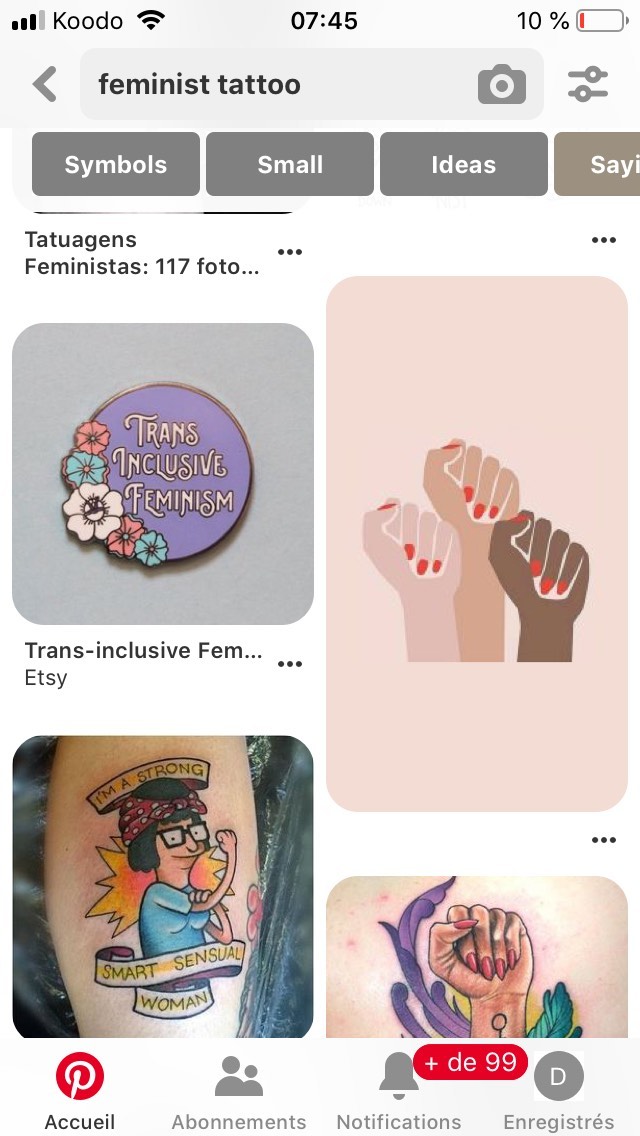 Koodo 07:45 10 %
feminist tattoo
Symbols Small Ideas Sayi
Tatuagens
Feministas: 117 foto...
TRANS
INCLUSIVE
FEMINISM
Trans-inclusive Fem...
Etsy
I'M A STRONG
SMART SENSUAL
WOMAN
+ de 99
D
Accueil Abonnements Notifications Enregistrés